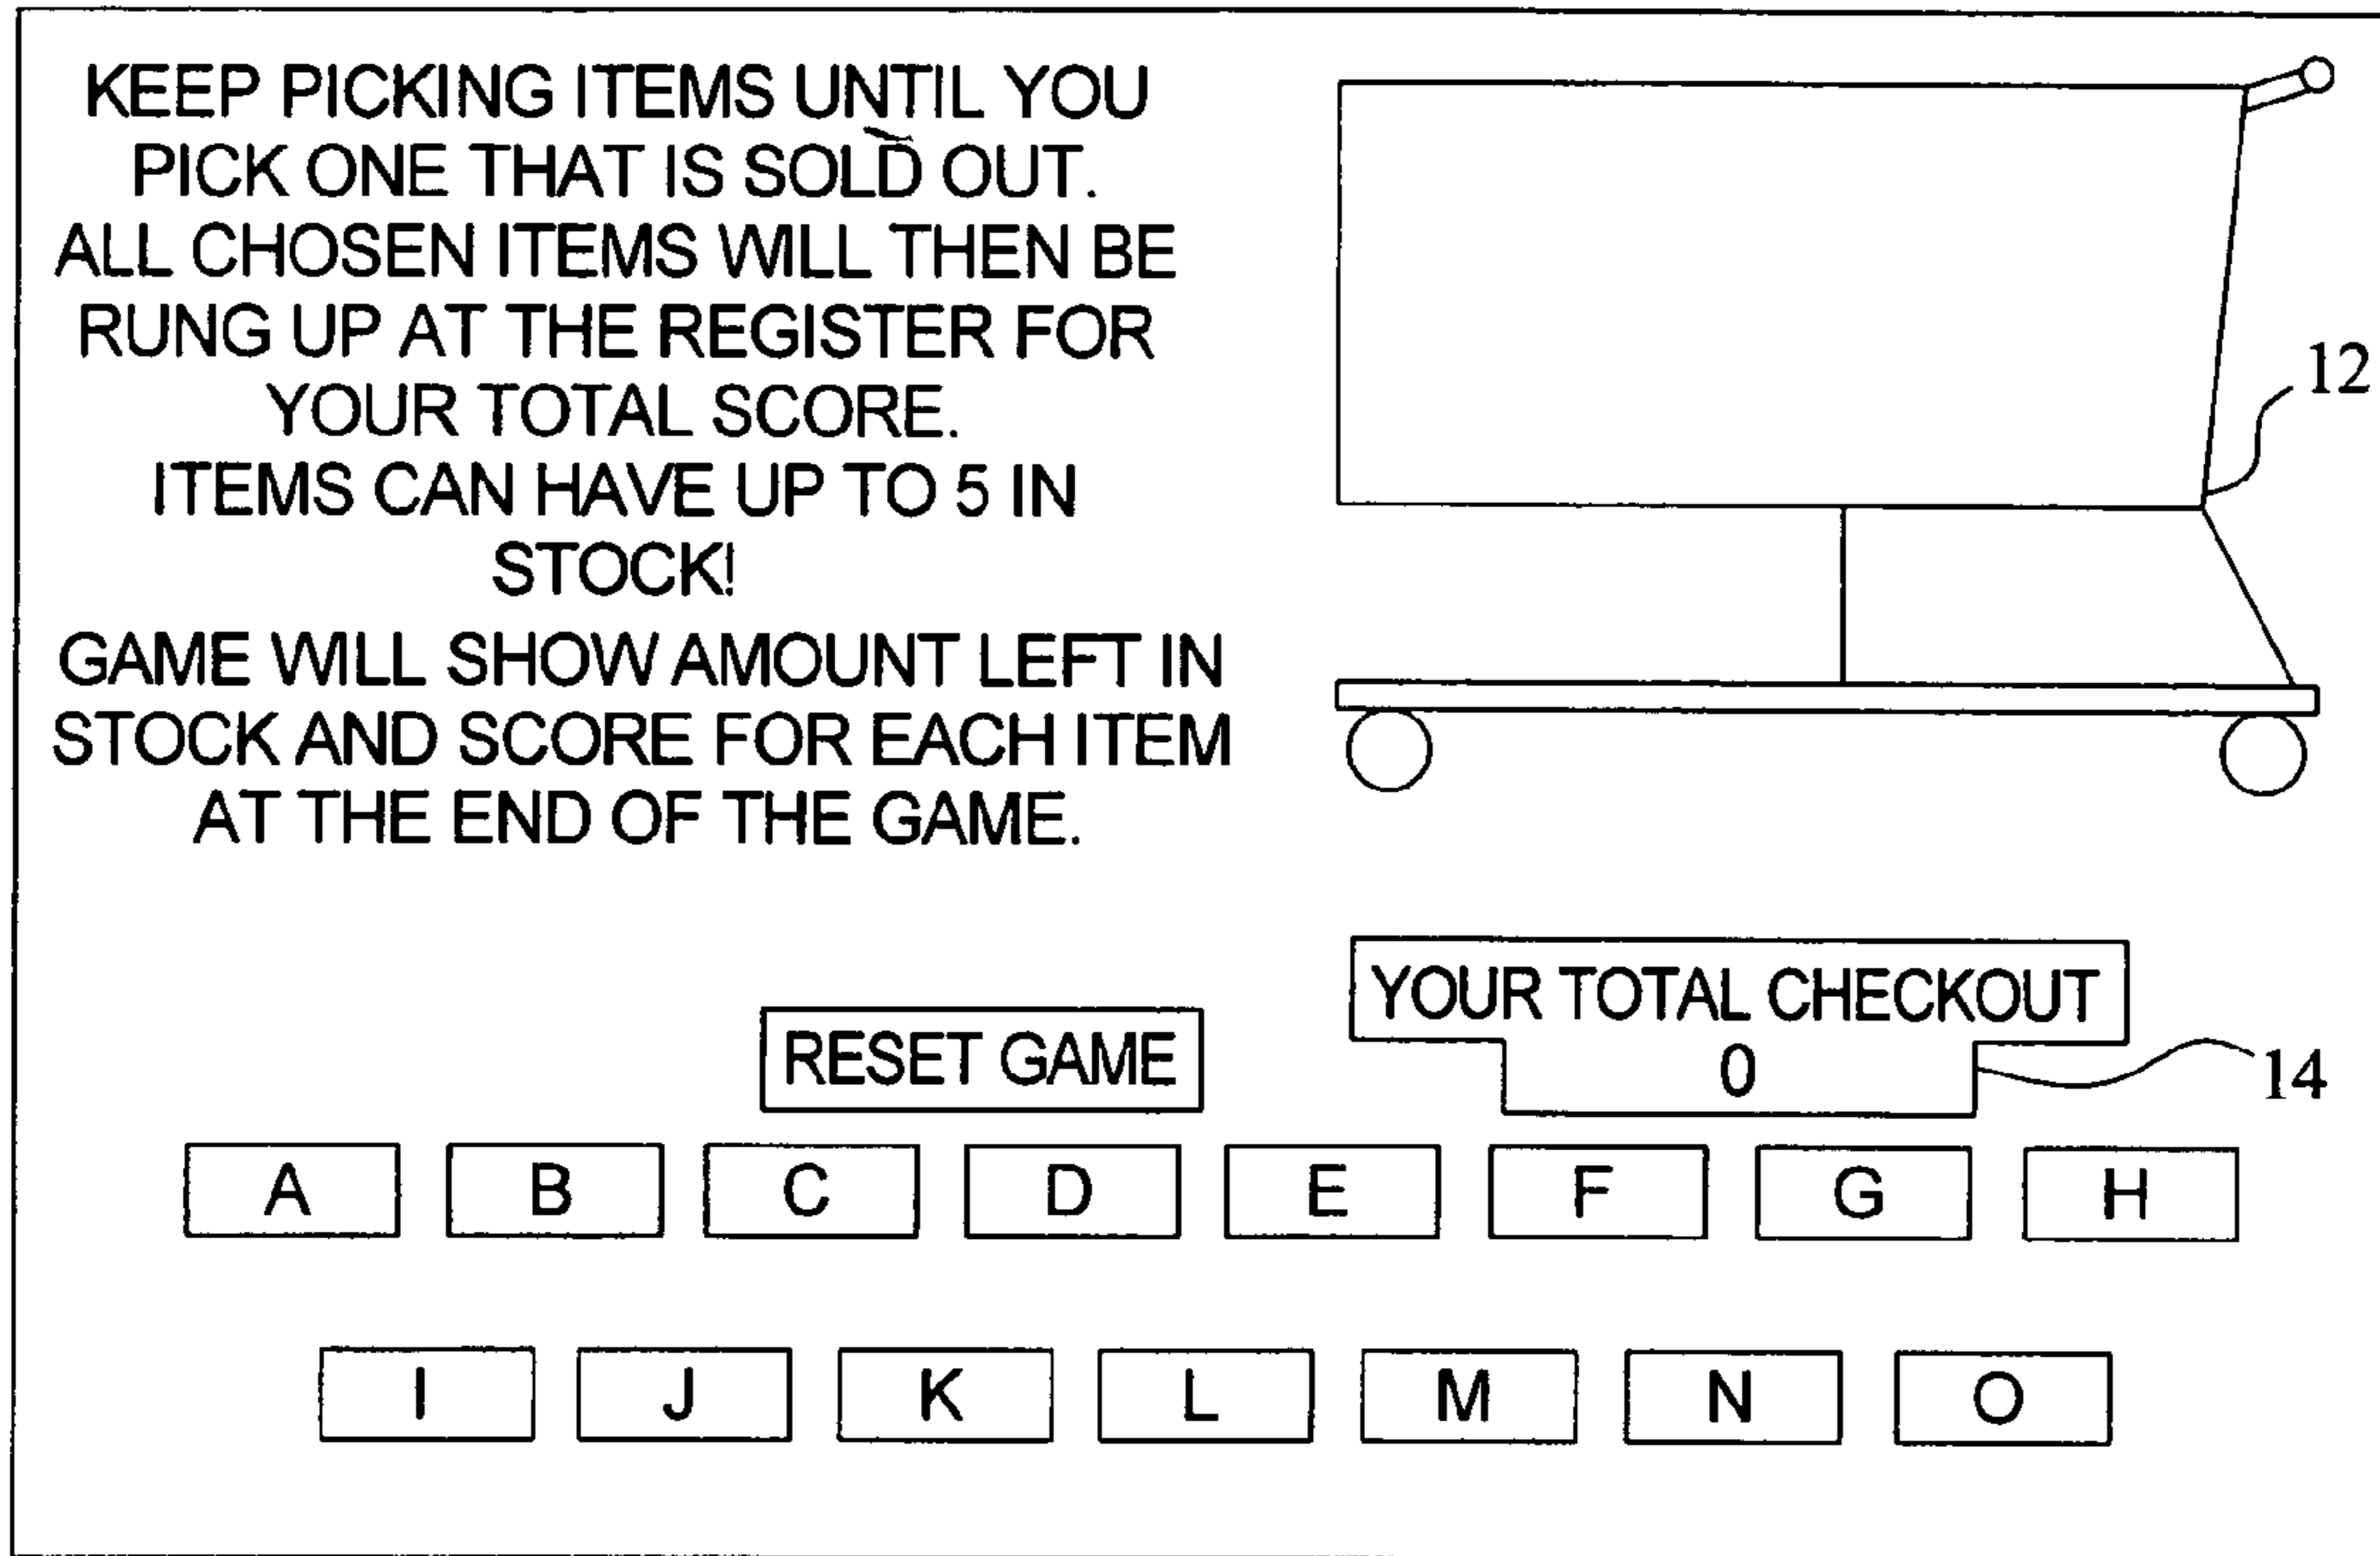 KEEP PICKING ITEMS UNTIL YOU
PICK ONE THAT IS SOLD OUT.
ALL CHOSEN ITEMS WILL THEN BE
RUNG UP AT THE REGISTER FOR
YOUR TOTAL SCORE.
ITEMS CAN HAVE UP TO 5 IN
STOCK!
GAME WILL SHOW AMOUNT LEFT IN
STOCK AND SCORE FOR EACH ITEM
AT THE END OF THE GAME.
12
YOUR TOTAL CHECKOUT
RESET GAME
0
14
A B C D E F G H
I J K L M N O